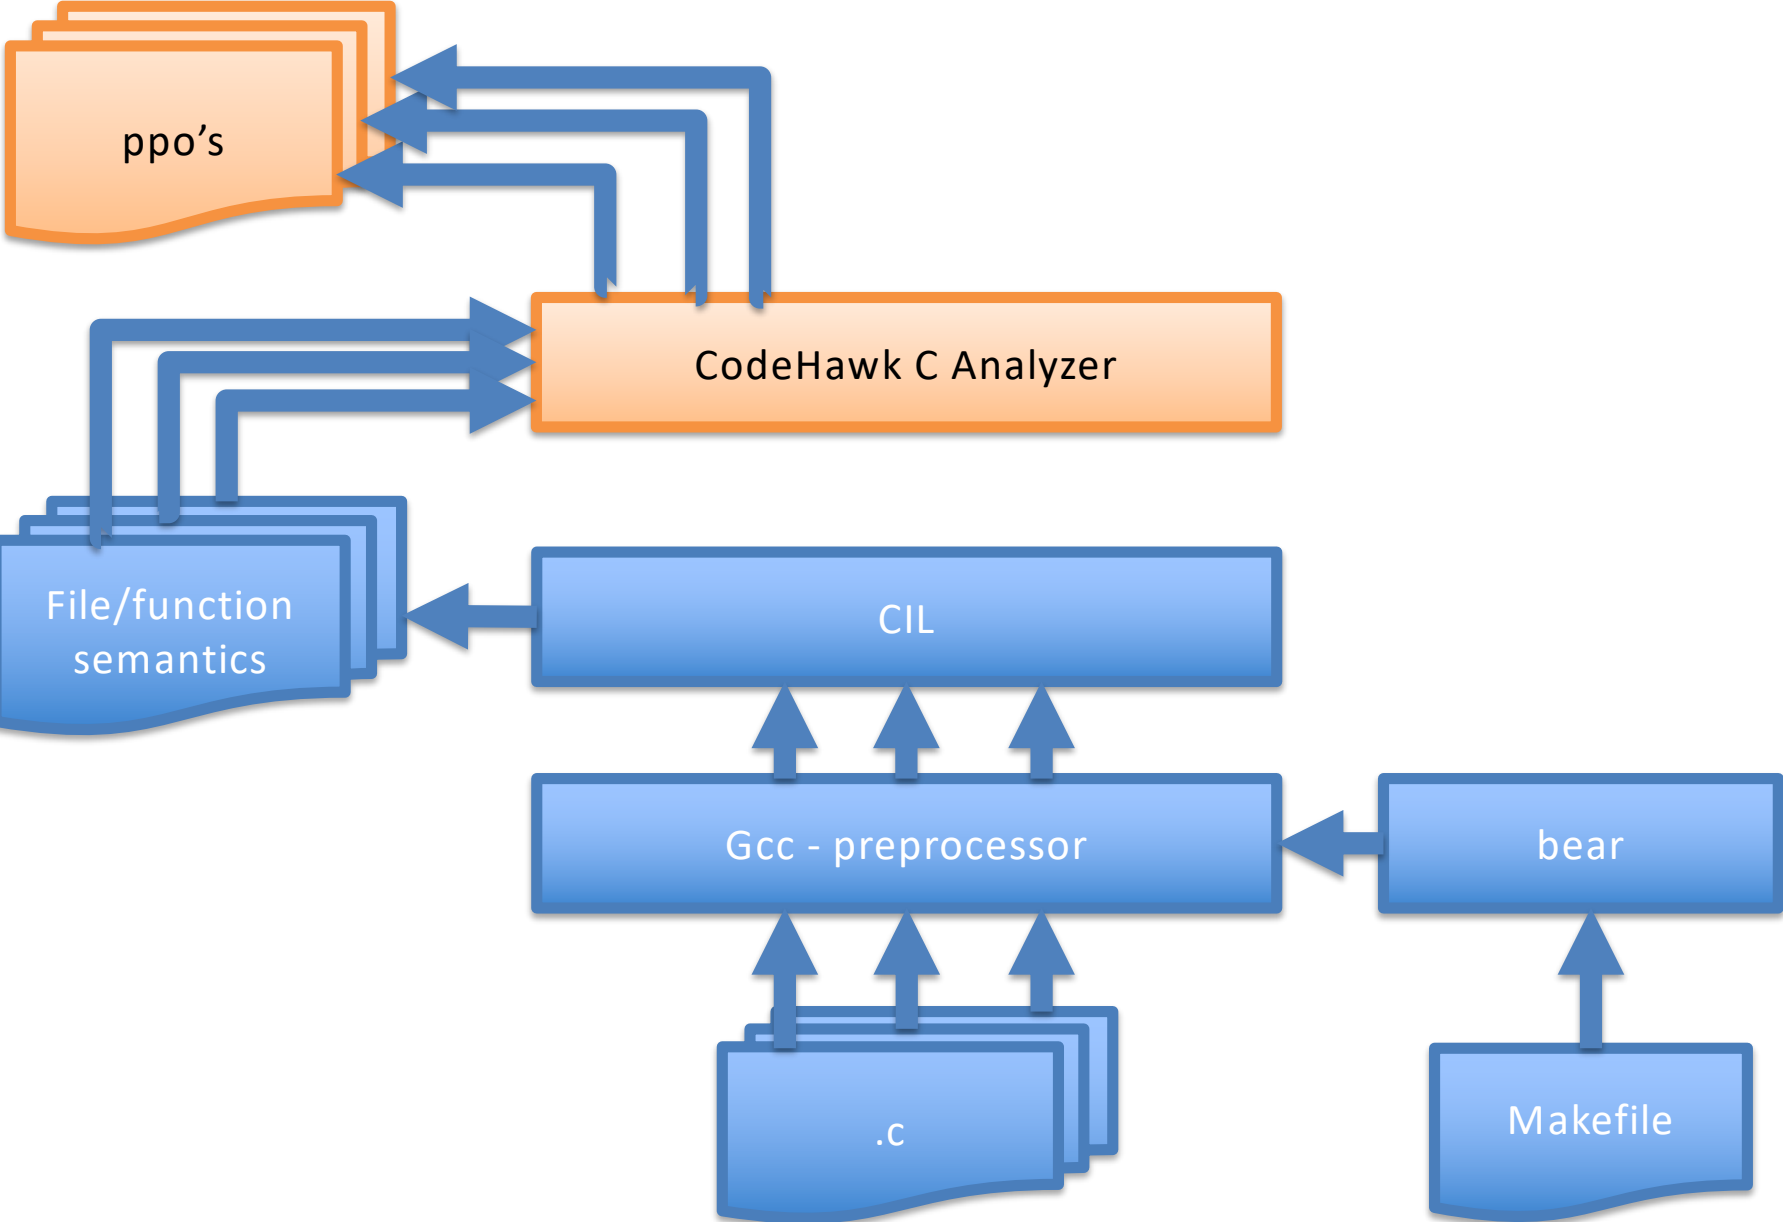 ppo’s
CodeHawk C Analyzer
File/function
semantics
CIL
Gcc - preprocessor
bear
.c
Makefile